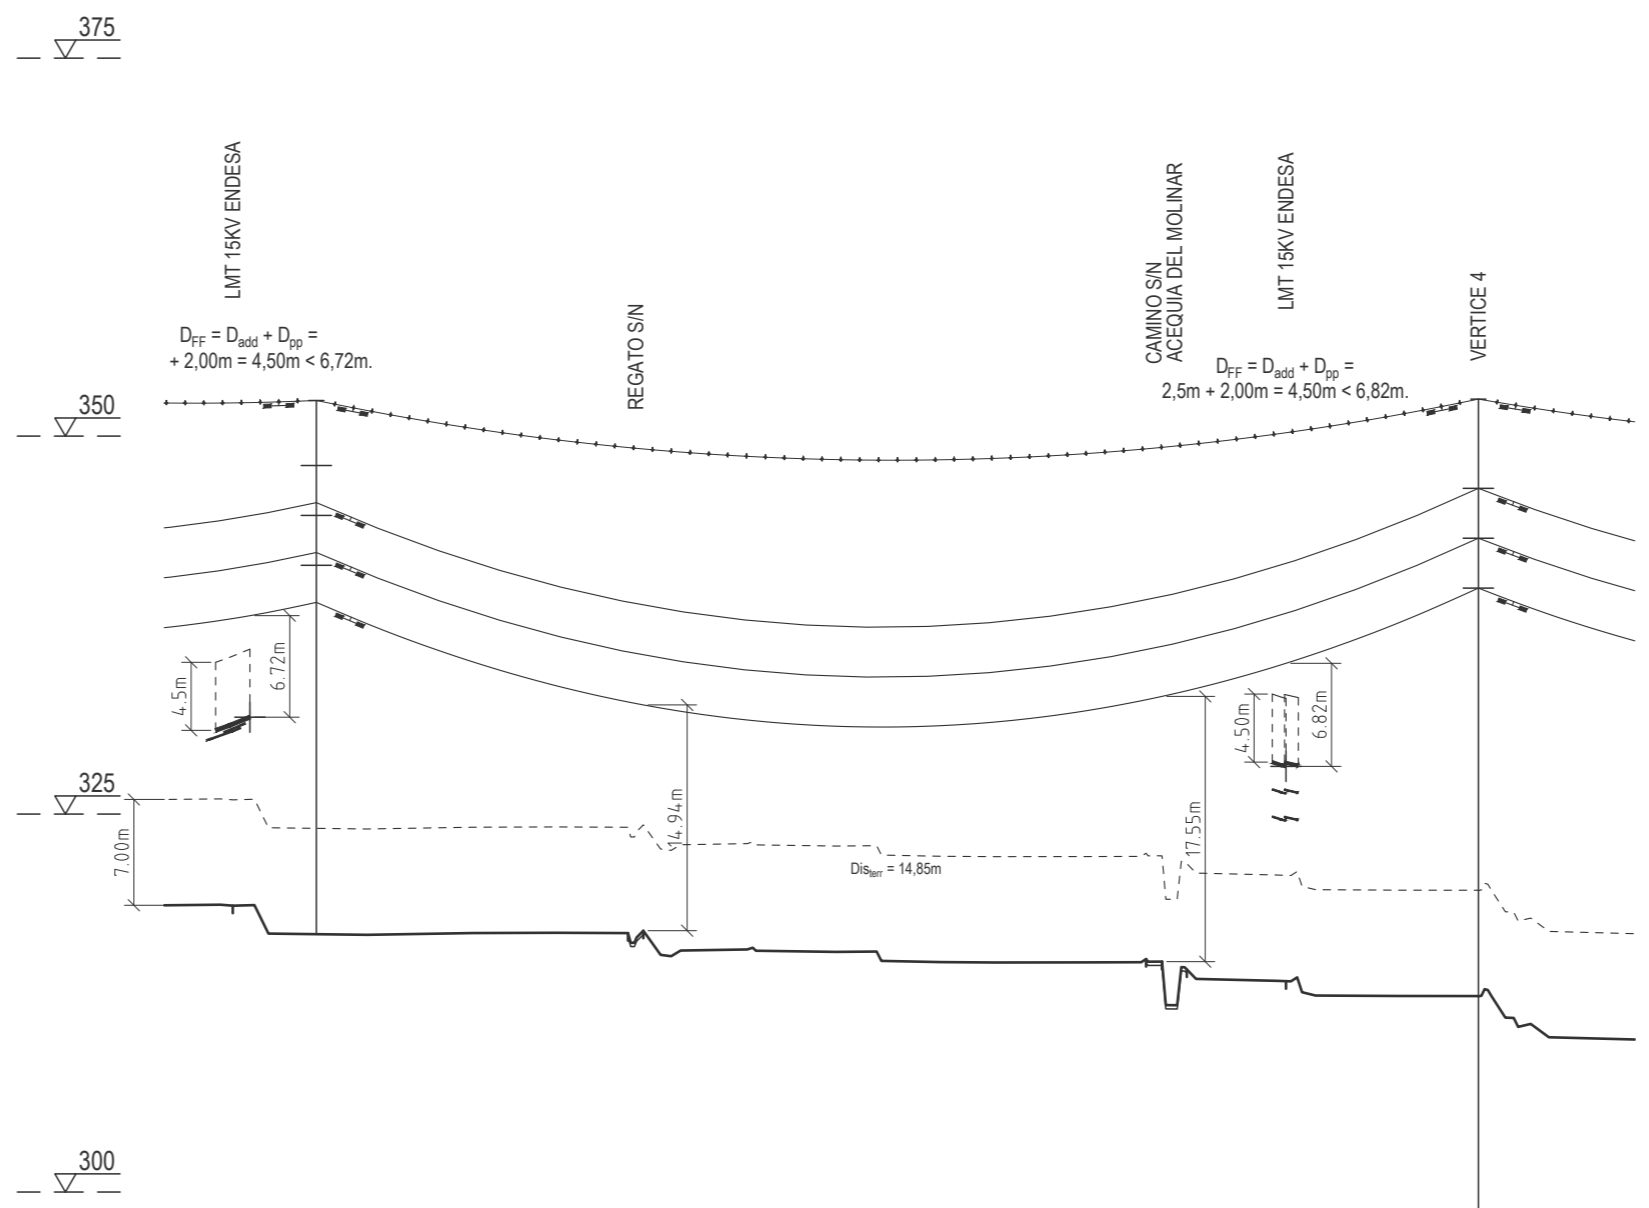 375
LMT 15KV ENDESA
D_FF = D_add + D_pp =
+ 2,00m = 4,50m < 6,72m.
REGATO S/N
CAMINO S/N
ACEQUIA DEL MOLINAR
LMT 15KV ENDESA
D_FF = D_add + D_pp =
2,5m + 2,00m = 4,50m < 6,82m.
VERTICE 4
350
4.5m
6.72m
4.50m
6.82m
325
7.00m
14.94m
17.55m
Dis_terr = 14,85m
300